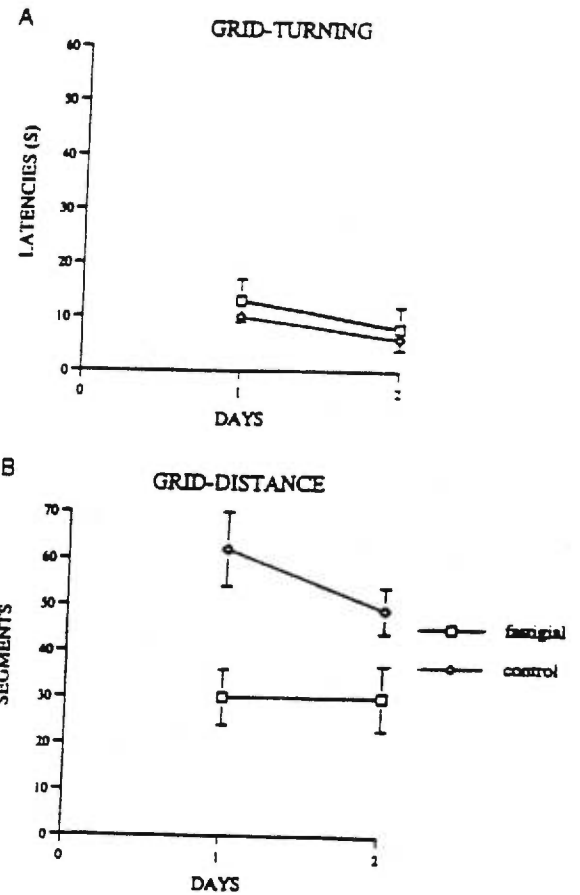 A
GRID-TURNING
60
50
40
30
20
10
0
LATENCIES (S)
0
1
2
DAYS
B
GRID-DISTANCE
70
60
50
40
30
20
10
0
SEGMENTS
0
1
2
DAYS
fastigial
control